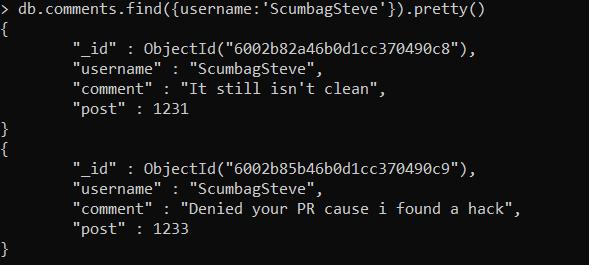 > db.comments.find({username:'ScumbagSteve'}).pretty()
{
        "_id" : ObjectId("6002b82a46b0d1cc370490c8"),
        "username" : "ScumbagSteve",
        "comment" : "It still isn't clean",
        "post" : 1231
}
{
        "_id" : ObjectId("6002b85b46b0d1cc370490c9"),
        "username" : "ScumbagSteve",
        "comment" : "Denied your PR cause i found a hack",
        "post" : 1233
}